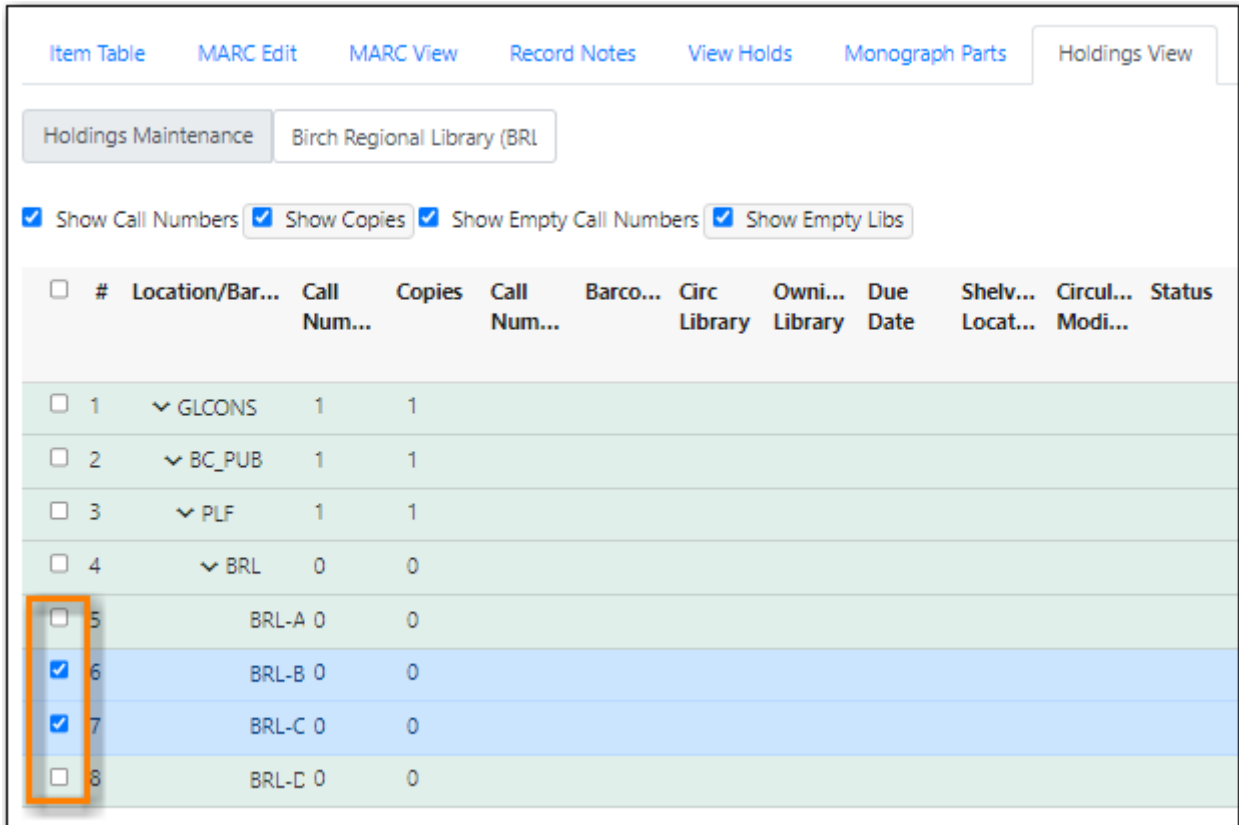 Item Table MARC Edit MARC View Record Notes View Holds Monograph Parts Holdings View
Holdings Maintenance Birch Regional Library (BRL
Show Call Numbers Show Copies Show Empty Call Numbers Show Empty Libs
# Location/Bar... Call Copies Call Barco... Circ Owni... Due Shelv... Circul... Status
Num... Num... Library Library Date Locat... Modi...
1 GLCONS 1 1
2 BC_PUB 1 1
3 PLF 1 1
4 BRL 0 0
5 BRL-A 0 0
6 BRL-B 0 0
7 BRL-C 0 0
8 BRL-D 0 0